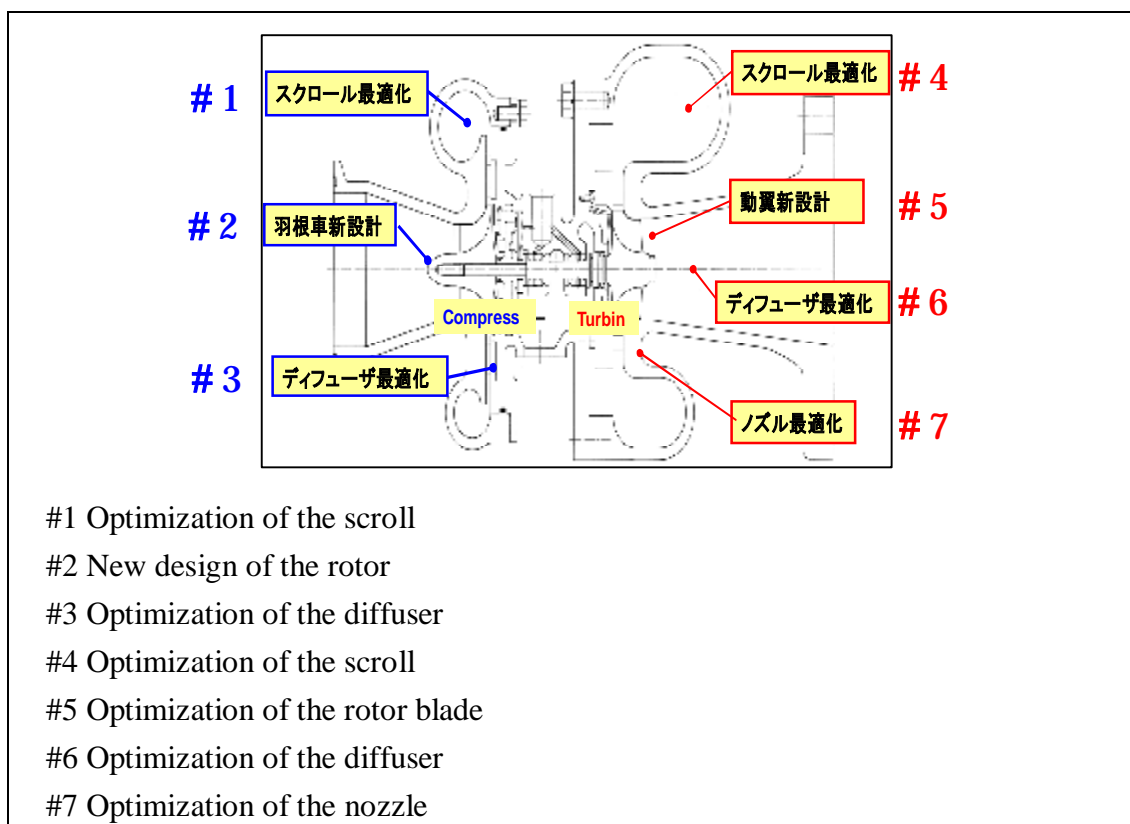 #1 スクロール最適化
スクロール最適化 #4
動翼新設計 #5
#2 羽根車新設計
ディフューザ最適化 #6
Compress Turbin
#3 ディフューザ最適化
ノズル最適化 #7
#1 Optimization of the scroll
#2 New design of the rotor
#3 Optimization of the diffuser
#4 Optimization of the scroll
#5 Optimization of the rotor blade
#6 Optimization of the diffuser
#7 Optimization of the nozzle